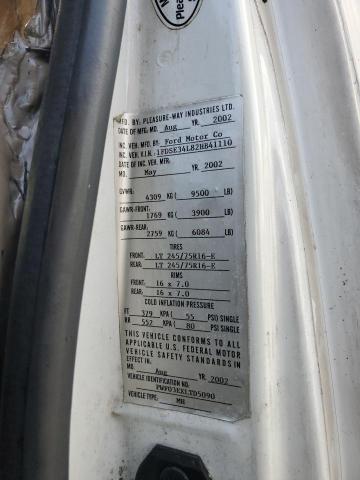 MFG. BY: PLEASURE-WAY INDUSTRIES LTD.
DATE OF MFG. MO. Aug YR. 2002
INC. VEH. MFD. BY: Ford Motor Co
INC. VEH. V.I.N.: 1FDSE34L82HB41110
DATE OF INC. VEH. MFR.
MO. May YR. 2002
GVWR:
4309 KG ( 9500 LB)
GAWR-FRONT:
1769 KG ( 3900 LB)
GAWR-REAR:
2759 KG ( 6084 LB)
TIRES
FRONT: LT 245/75R16-E
REAR: LT 245/75R16-E
RIMS
FRONT: 16 x 7.0
REAR: 16 x 7.0
COLD INFLATION PRESSURE
FT 379 KPA ( 55 PSI) SINGLE
RR 552 KPA ( 80 PSI) SINGLE
THIS VEHICLE CONFORMS TO ALL
APPLICABLE U.S. FEDERAL MOTOR
VEHICLE SAFETY STANDARDS IN
EFFECT IN.
MO. Aug YR. 2002
VEHICLE IDENTIFICATION NUMBER:
VEHICLE TYPE: MH